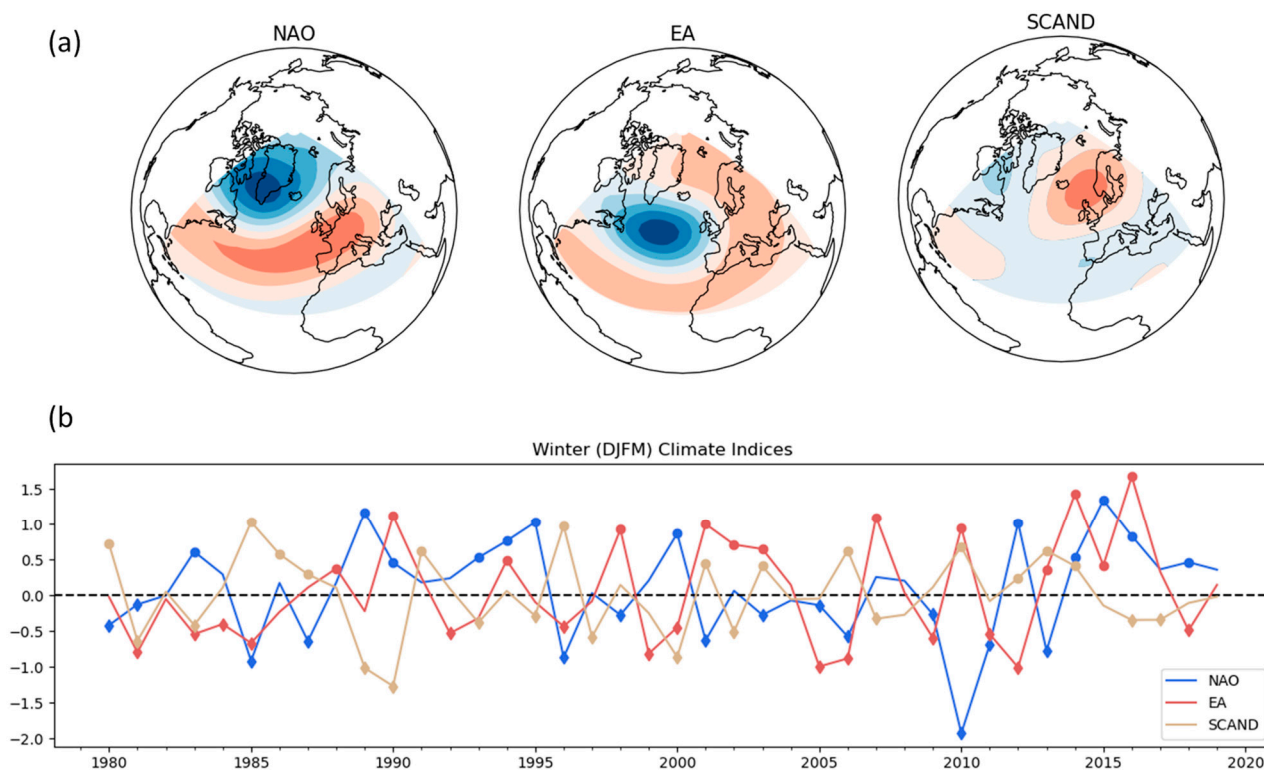 (a)
NAO
EA
SCAND
(b)
Winter (DJFM) Climate Indices
1.5
1.0
0.5
0.0
-0.5
-1.0
-1.5
-2.0
NAO
EA
SCAND
1980 1985 1990 1995 2000 2005 2010 2015 2020